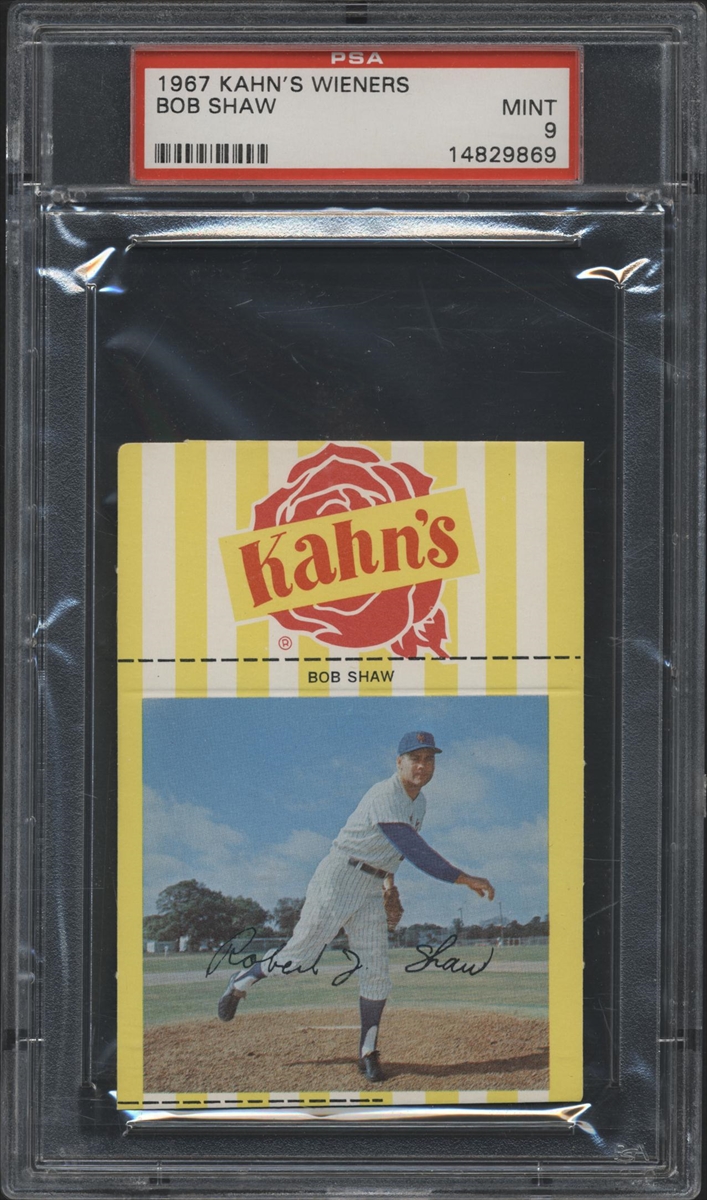 PSA
1967 KAHN'S WIENERS
BOB SHAW MINT
9
14829869
Kahn's
®
BOB SHAW
Robert J. Shaw